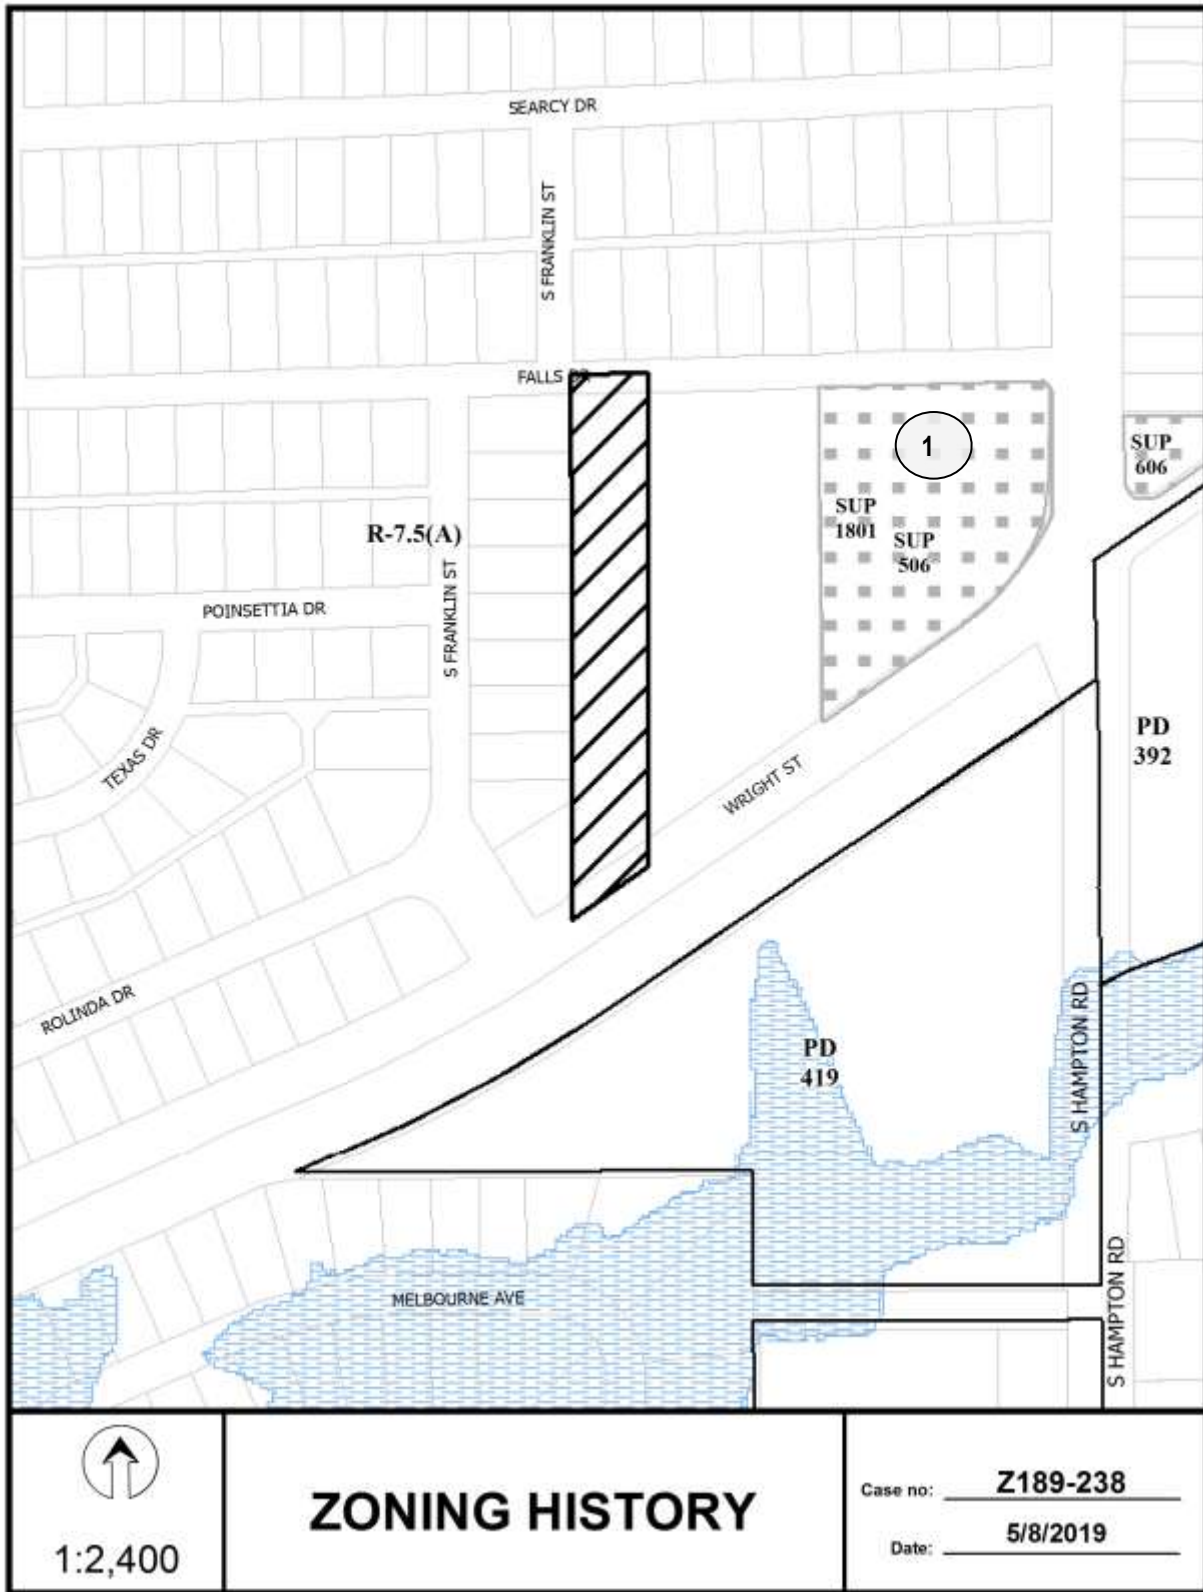 SEARCY DR
S FRANKLIN ST
FALLS DR
1
SUP
606
SUP
1801
SUP
506
R-7.5(A)
S FRANKLIN ST
POINSETTIA DR
TEXAS DR
WRIGHT ST
PD
392
ROLINDA DR
PD
419
S HAMPTON RD
MELBOURNE AVE
S HAMPTON RD
1:2,400
ZONING HISTORY
Case no: Z189-238
Date: 5/8/2019